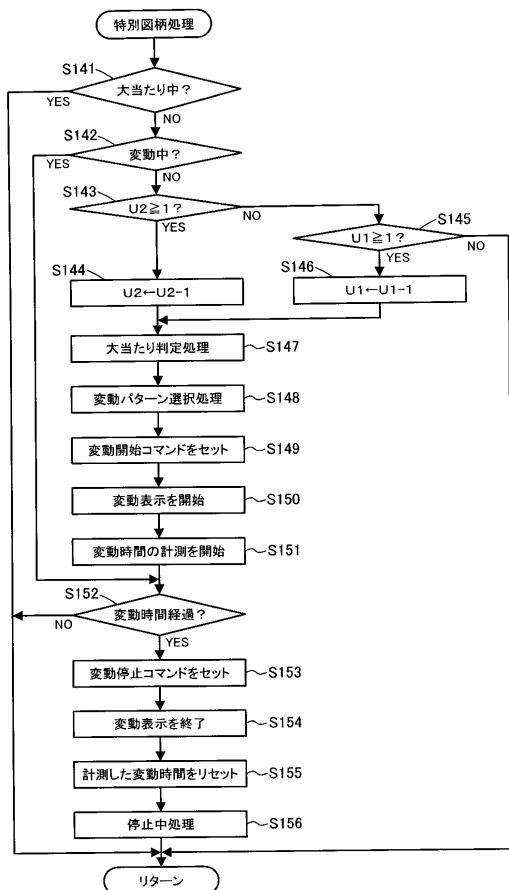 特別図柄処理
S141
大当たり中？
YES
NO
S142
変動中？
YES
NO
S143
U2≧1？
NO
YES
S145
U1≧1？
NO
YES
S144
U2←U2-1
S146
U1←U1-1
大当たり判定処理
S147
変動パターン選択処理
S148
変動開始コマンドをセット
S149
変動表示を開始
S150
変動時間の計測を開始
S151
S152
変動時間経過？
NO
YES
変動停止コマンドをセット
S153
変動表示を終了
S154
計測した変動時間をリセット
S155
停止中処理
S156
リターン